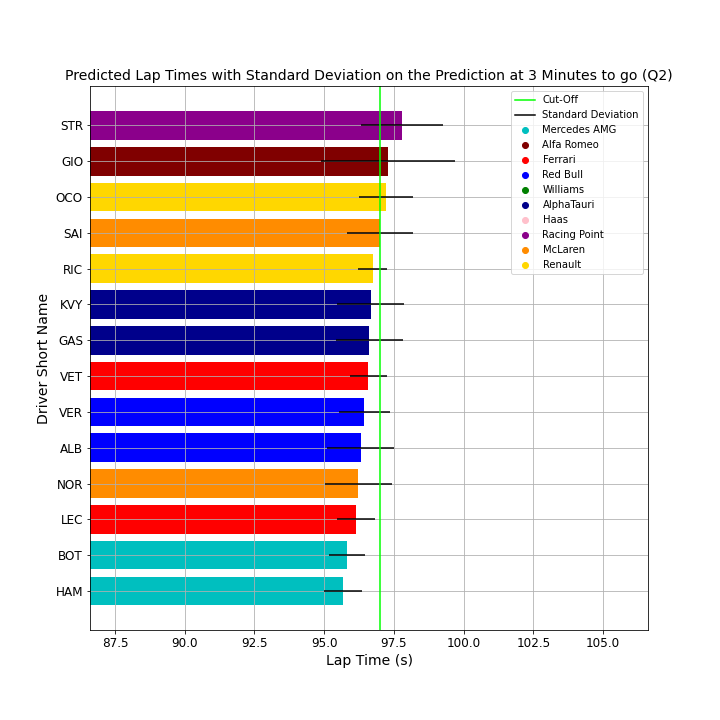 Predicted Lap Times with Standard Deviation on the Prediction at 3 Minutes to go (Q2)
Cut-Off
Standard Deviation
Mercedes AMG
Alfa Romeo
Ferrari
Red Bull
Williams
AlphaTauri
Haas
Racing Point
McLaren
Renault
Driver Short Name
STR
GIO
OCO
SAI
RIC
KVY
GAS
VET
VER
ALB
NOR
LEC
BOT
HAM
87.5 90.0 92.5 95.0 97.5 100.0 102.5 105.0
Lap Time (s)